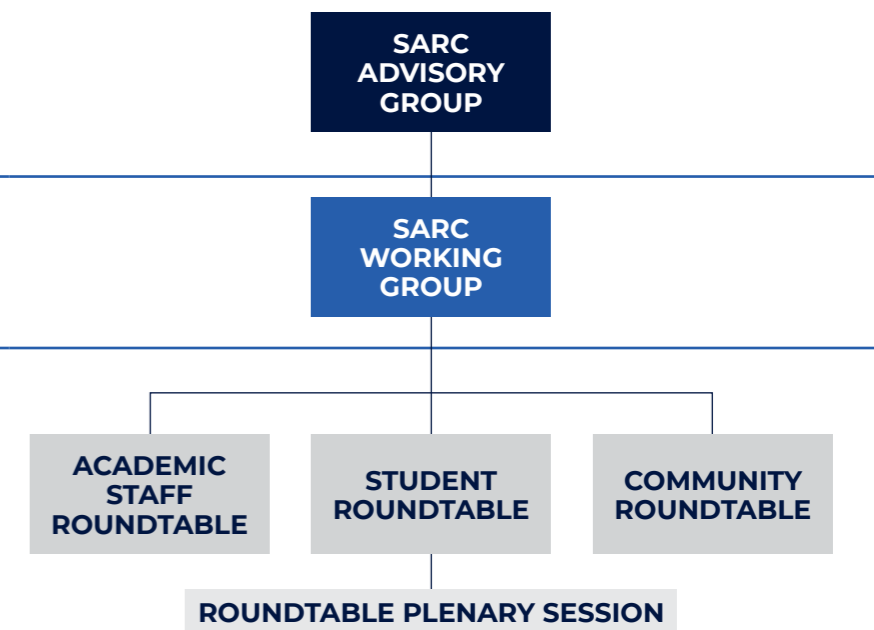 SARC
ADVISORY
GROUP
SARC
WORKING
GROUP
ACADEMIC
STAFF
ROUNDTABLE
STUDENT
ROUNDTABLE
COMMUNITY
ROUNDTABLE
ROUNDTABLE PLENARY SESSION